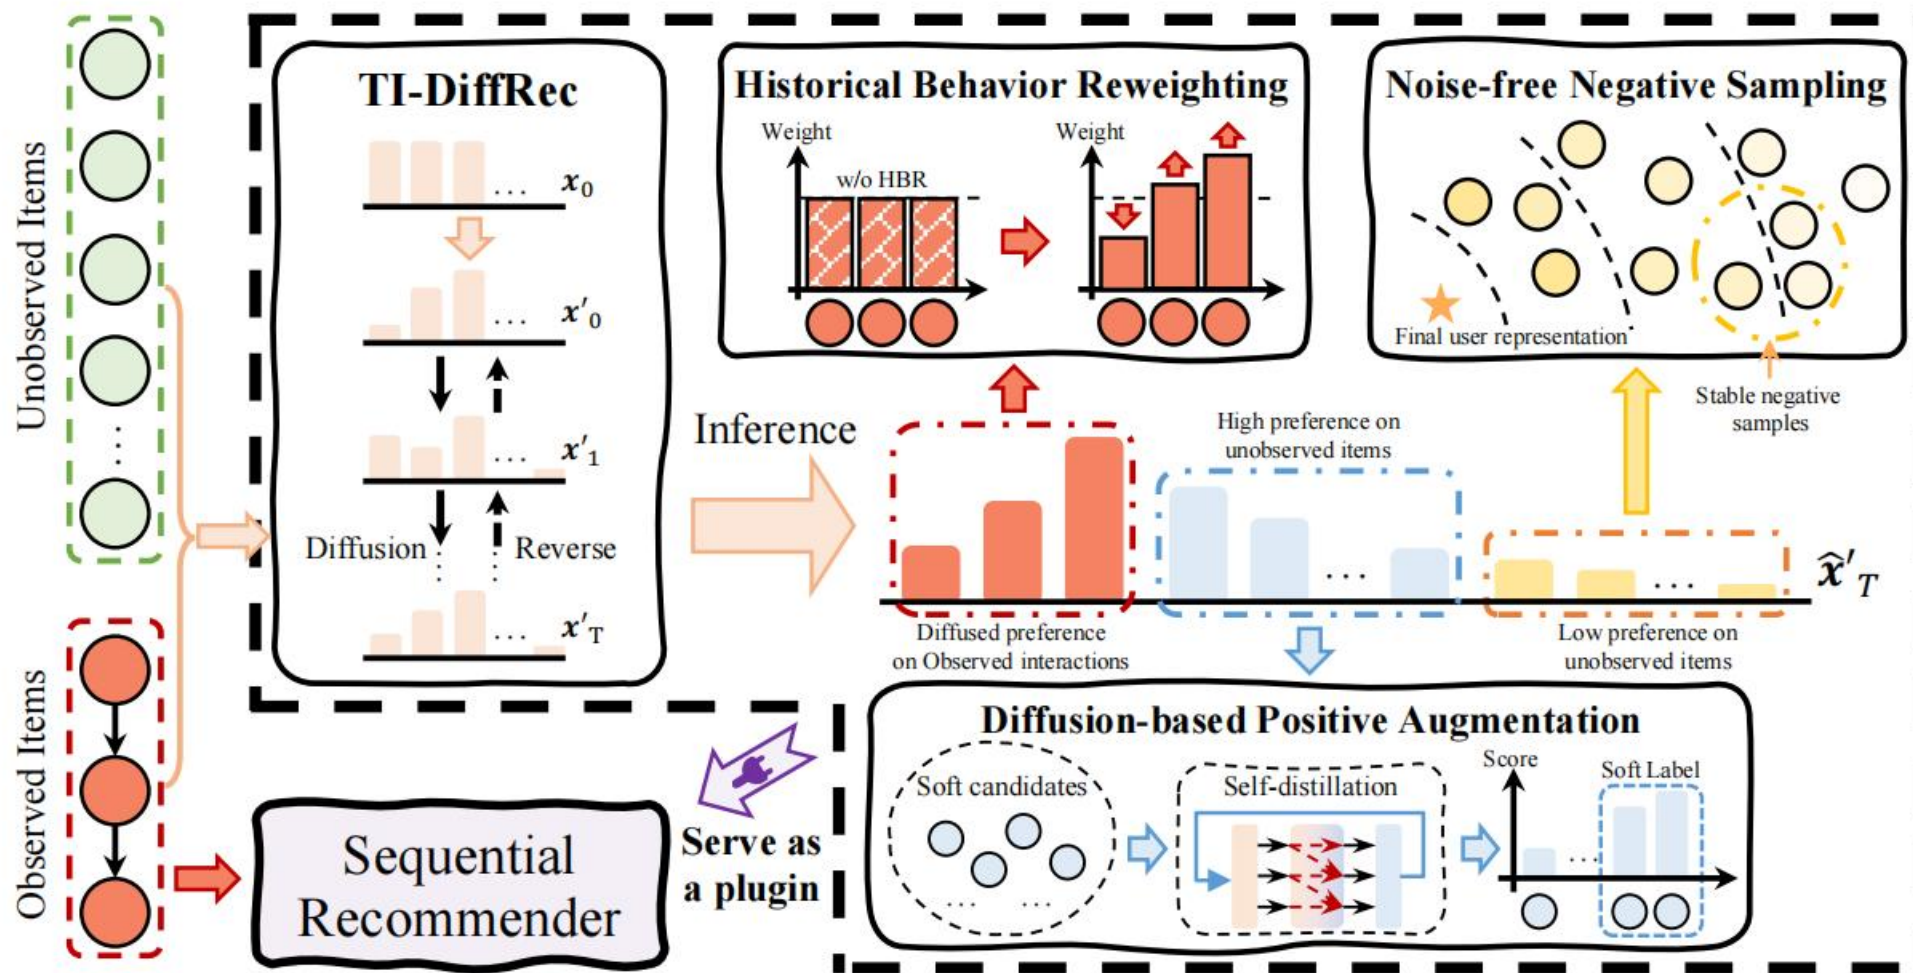 Unobserved Items
Observed Items
TI-DiffRec
... x₀
... x′₀
... x′₁
Diffusion
Reverse
... x′T
Historical Behavior Reweighting
Weight
w/o HBR
Weight
Noise-free Negative Sampling
Final user representation
Stable negative
samples
Inference
High preference on
unobserved items
...
...
x̂′T
Diffused preference
on Observed interactions
Low preference on
unobserved items
Serve as
a plugin
Sequential
Recommender
Diffusion-based Positive Augmentation
Soft candidates
... ...
Self-distillation
Score
Soft Label
...